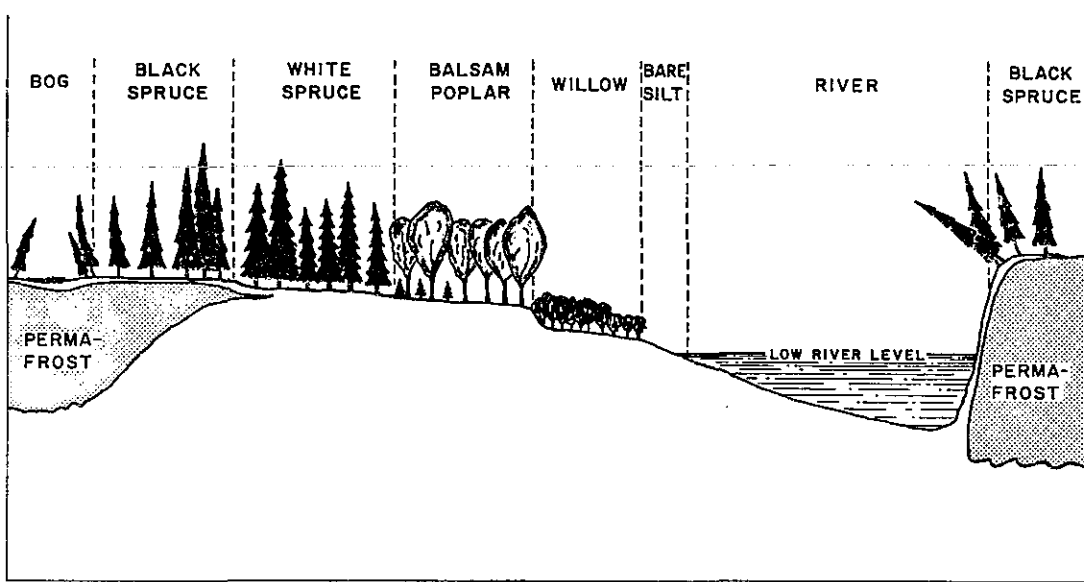 BOG
BLACK
SPRUCE
WHITE
SPRUCE
BALSAM
POPLAR
WILLOW
BARE
SILT
RIVER
BLACK
SPRUCE
LOW RIVER LEVEL
PERMA-
FROST
PERMA-
FROST